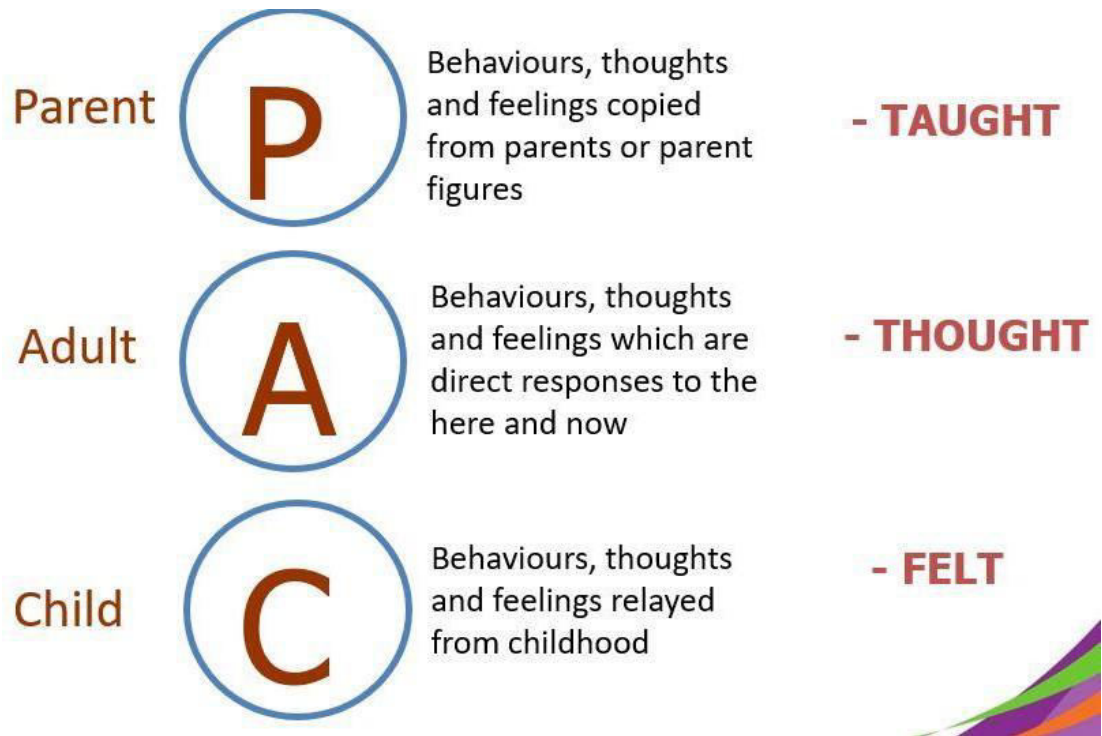 Parent
P
Behaviours, thoughts
and feelings copied
from parents or parent
figures
- TAUGHT
Adult
A
Behaviours, thoughts
and feelings which are
direct responses to the
here and now
- THOUGHT
Child
C
Behaviours, thoughts
and feelings relayed
from childhood
- FELT